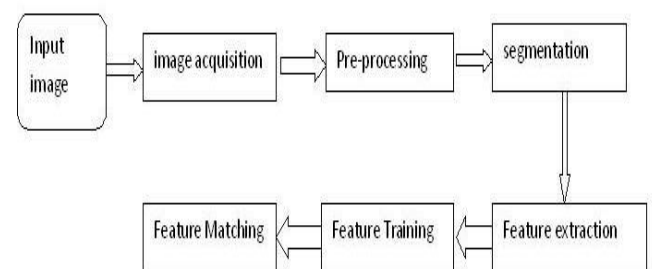 Input
image
image acquisition
Pre-processing
segmentation
Feature extraction
Feature Training
Feature Matching